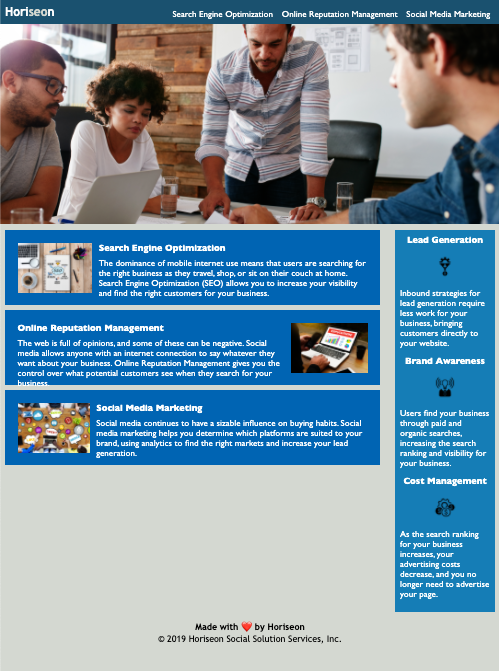 Horiseon
Search Engine Optimization Online Reputation Management Social Media Marketing
Search Engine Optimization
The dominance of mobile internet use means that users are searching for
the right business as they travel, shop, or sit on their couch at home.
Search Engine Optimization (SEO) allows you to increase your visibility
and find the right customers for your business.
Online Reputation Management
The web is full of opinions, and some of these can be negative. Social
media allows anyone with an internet connection to say whatever they
want about your business. Online Reputation Management gives you the
control over what potential customers see when they search for your
business.
Social Media Marketing
Social media continues to have a sizable influence on buying habits. Social
media marketing helps you determine which platforms are suited to your
brand, using analytics to find the right markets and increase your lead
generation.
Lead Generation
Inbound strategies for
lead generation require
less work for your
business, bringing
customers directly to
your website.
Brand Awareness
Users find your business
through paid and
organic searches,
increasing the search
ranking and visibility for
your business.
Cost Management
As the search ranking
for your business
increases, your
advertising costs
decrease, and you no
longer need to advertise
your page.
Made with ❤️ by Horiseon
© 2019 Horiseon Social Solution Services, Inc.